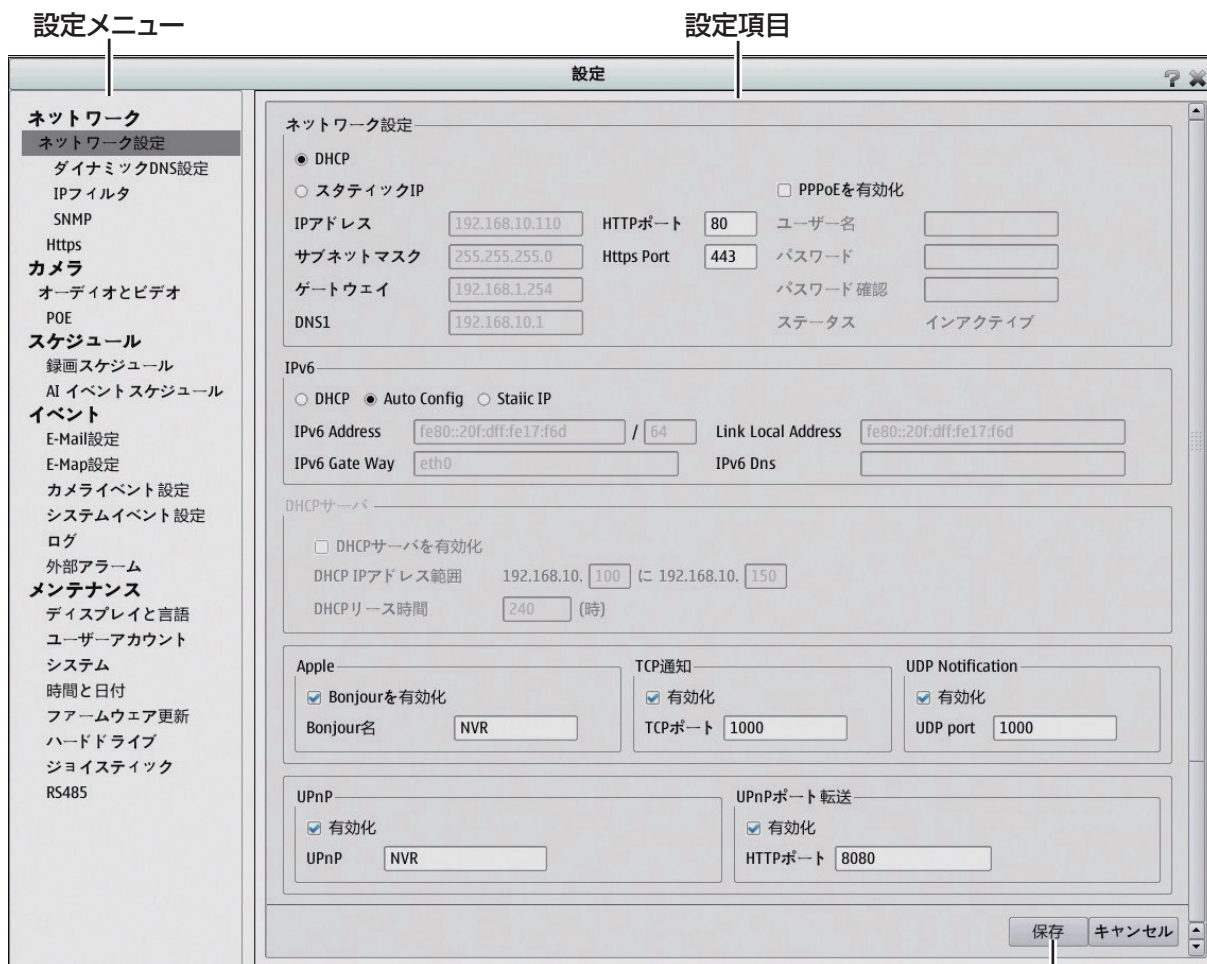 設定メニュー
設定項目
設定
ネットワーク
ネットワーク設定
ダイナミックDNS設定
IPフィルタ
SNMP
Https
カメラ
オーディオとビデオ
POE
スケジュール
録画スケジュール
AI イベントスケジュール
イベント
E-Mail設定
E-Map設定
カメライベント設定
システムイベント設定
ログ
外部アラーム
メンテナンス
ディスプレイと言語
ユーザーアカウント
システム
時間と日付
ファームウェア更新
ハードドライブ
ジョイスティック
RS485
ネットワーク設定
DHCP
スタティックIP PPPoEを有効化
IPアドレス 192.168.10.110 HTTPポート 80 ユーザー名
サブネットマスク 255.255.255.0 Https Port 443 パスワード
ゲートウェイ 192.168.1.254 パスワード確認
DNS1 192.168.10.1 ステータス インアクティブ
IPv6
DHCP Auto Config Staiic IP
IPv6 Address fe80::20f:dff:fe17:f6d / 64 Link Local Address fe80::20f:dff:fe17:f6d
IPv6 Gate Way eth0 IPv6 Dns
DHCPサーバ
DHCPサーバを有効化
DHCP IPアドレス範囲 192.168.10. 100 に 192.168.10. 150
DHCPリース時間 240 (時)
Apple TCP通知 UDP Notification
Bonjourを有効化 有効化 有効化
Bonjour名 NVR TCPポート 1000 UDP port 1000
UPnP UPnPポート転送
有効化 有効化
UPnP NVR HTTPポート 8080
保存 キャンセル